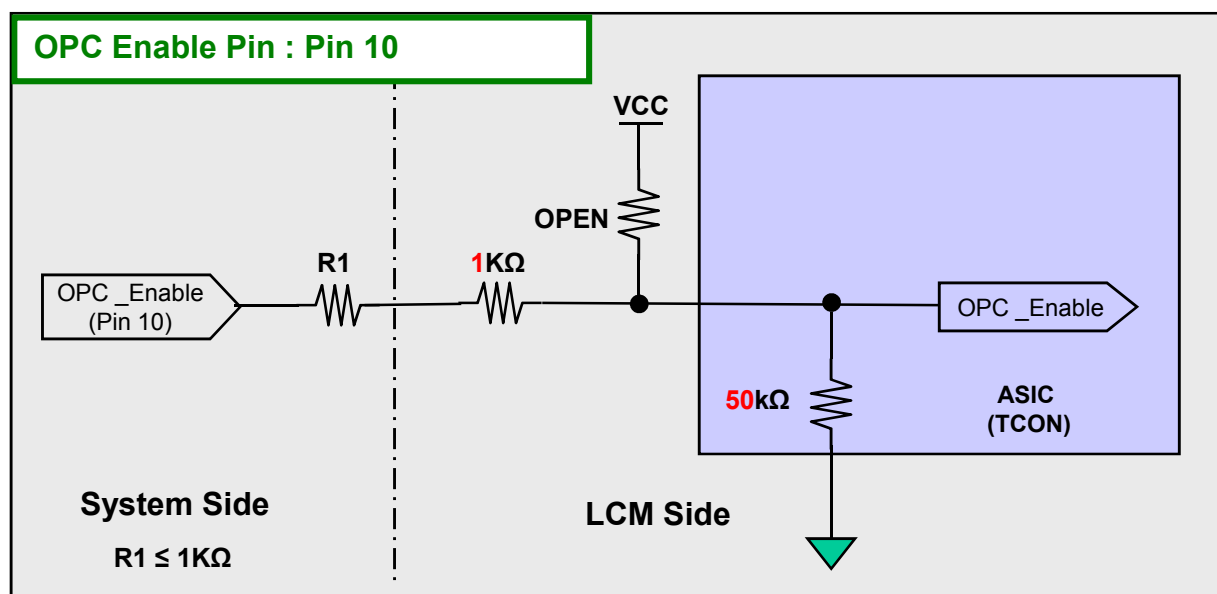 OPC Enable Pin : Pin 10
VCC
OPEN
R1
1KΩ
OPC _Enable
(Pin 10)
OPC _Enable
50kΩ
ASIC
(TCON)
System Side
LCM Side
R1 ≤ 1KΩ